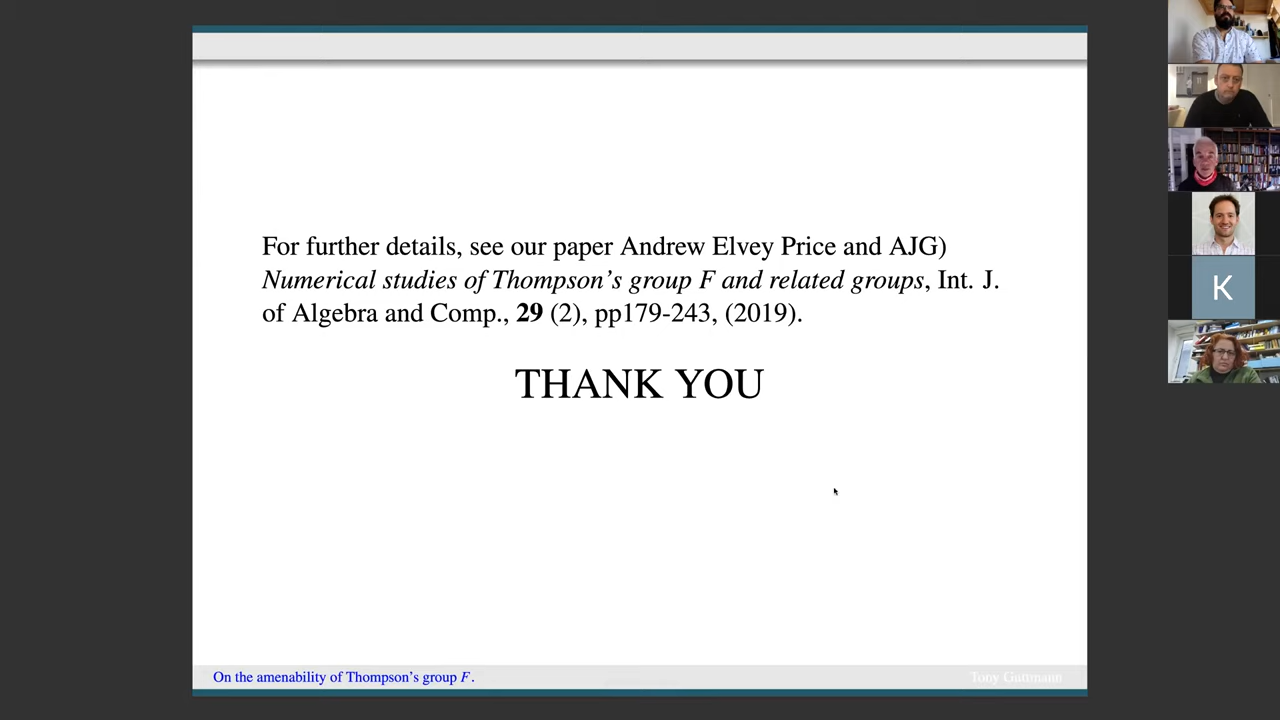 For further details, see our paper Andrew Elvey Price and AJG)
Numerical studies of Thompson's group F and related groups, Int. J.
of Algebra and Comp., 29 (2), pp179-243, (2019).
THANK YOU
On the amenability of Thompson's group F.
Tony Guttmann
K